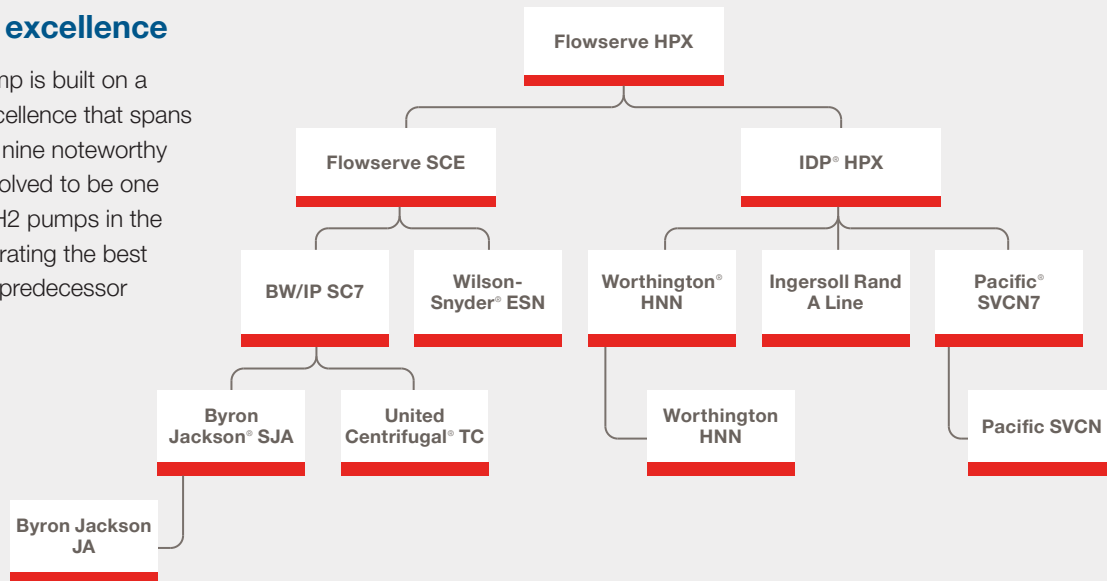 excellence
mp is built on a
cellence that spans
nine noteworthy
olved to be one
H2 pumps in the
rating the best
predecessor
Flowserve HPX
Flowserve SCE
IDP® HPX
BW/IP SC7
Wilson-
Snyder® ESN
Worthington®
HNN
Ingersoll Rand
A Line
Pacific®
SVCN7
Byron
Jackson® SJA
United
Centrifugal® TC
Worthington
HNN
Pacific SVCN
Byron Jackson
JA